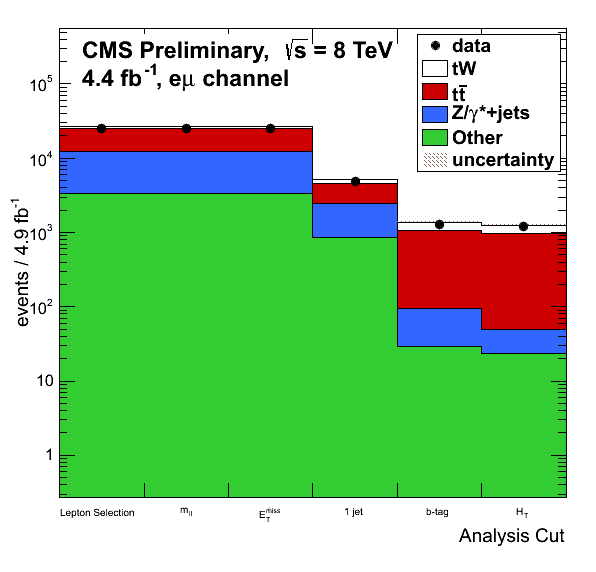 CMS Preliminary, √s = 8 TeV
4.4 fb⁻¹, eμ channel
data
tW
tt̄
Z/γ*+jets
Other
uncertainty
events / 4.9 fb⁻¹
10⁵
10⁴
10³
10²
10
1
Lepton Selection m_ll E_T^miss 1 jet b-tag H_T
Analysis Cut